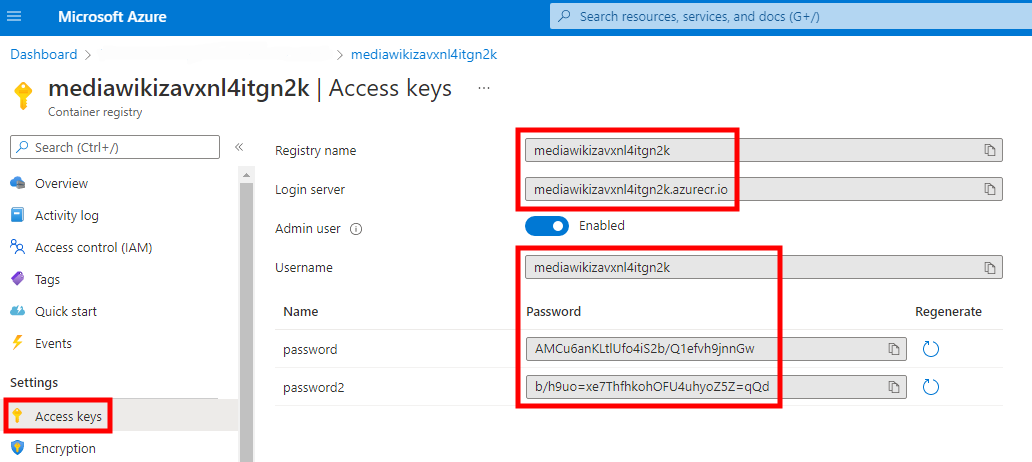 Microsoft Azure
Search resources, services, and docs (G+/)
Dashboard > > mediawikizavxnl4itgn2k
mediawikizavxnl4itgn2k | Access keys ...
Container registry
Search (Ctrl+/) «
Overview
Activity log
Access control (IAM)
Tags
Quick start
Events
Settings
Access keys
Encryption
Registry name mediawikizavxnl4itgn2k
Login server mediawikizavxnl4itgn2k.azurecr.io
Admin user Enabled
Username mediawikizavxnl4itgn2k
Name Password Regenerate
password AMCu6anKLtlUfo4iS2b/Q1efvh9jnnGw
password2 b/h9uo=xe7ThfhkohOFU4uhyoZ5Z=qQd